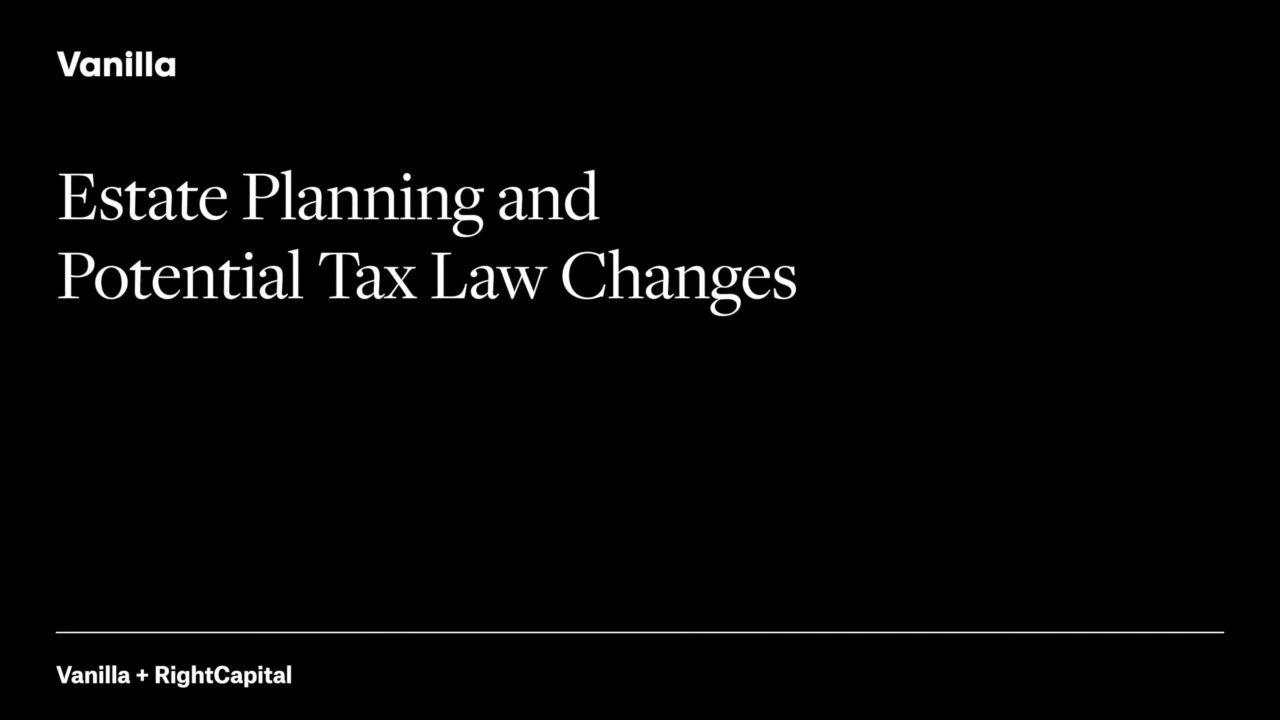 Vanilla
Estate Planning and
Potential Tax Law Changes
Vanilla + RightCapital